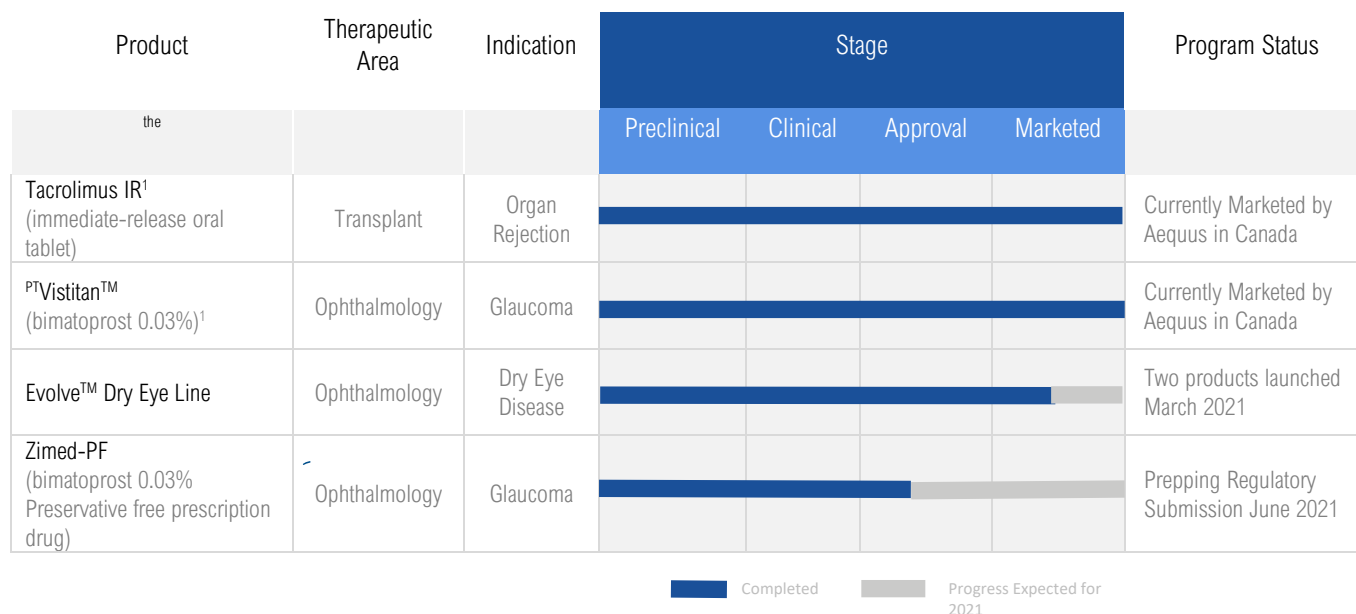 Product
Therapeutic
Area
Indication
Stage
Program Status
the
Preclinical
Clinical
Approval
Marketed
Tacrolimus IR¹
(immediate-release oral
tablet)
Transplant
Organ
Rejection
Currently Marketed by
Aequus in Canada
PTVistitan™
(bimatoprost 0.03%)¹
Ophthalmology
Glaucoma
Currently Marketed by
Aequus in Canada
Evolve™ Dry Eye Line
Ophthalmology
Dry Eye
Disease
Two products launched
March 2021
Zimed-PF
(bimatoprost 0.03%
Preservative free prescription
drug)
Ophthalmology
Glaucoma
Prepping Regulatory
Submission June 2021
Completed
Progress Expected for
2021